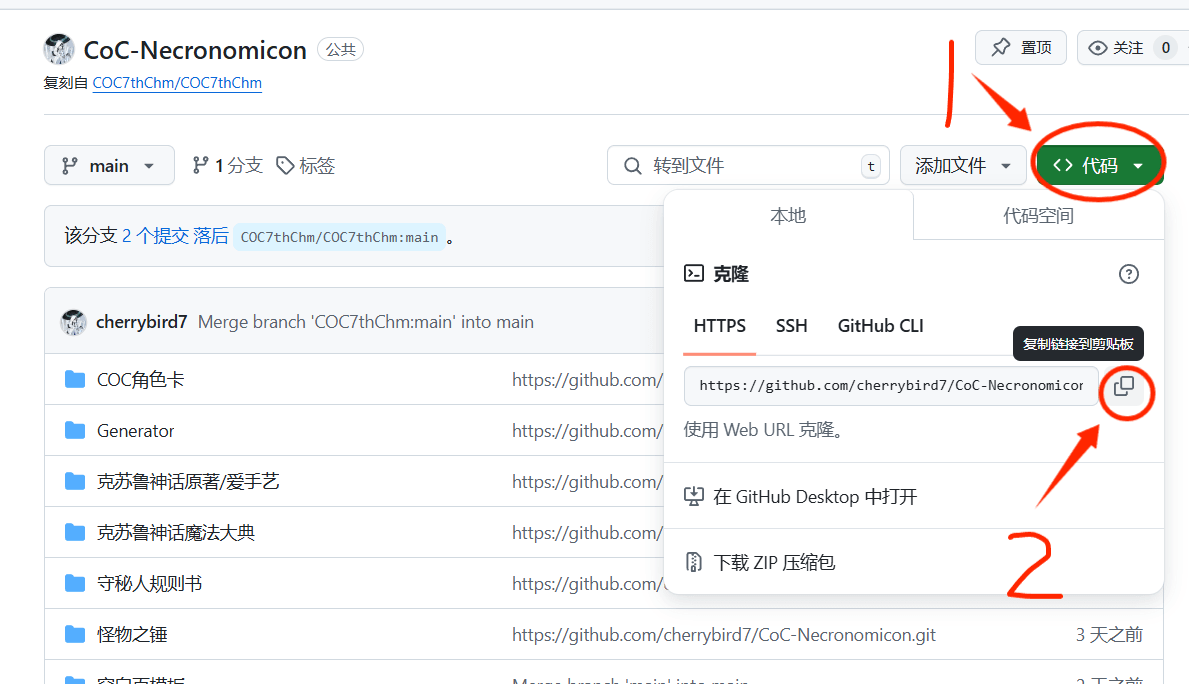 CoC-Necronomicon 公共
置顶
关注 0
复刻自 COC7thChm/COC7thChm
1
main
1 分支
标签
转到文件 t
添加文件
代码
该分支 2 个提交 落后 COC7thChm/COC7thChm:main 。
本地
代码空间
克隆
HTTPS SSH GitHub CLI
复制链接到剪贴板
https://github.com/cherrybird7/CoC-Necronomicon
使用 Web URL 克隆。
在 GitHub Desktop 中打开
下载 ZIP 压缩包
2
cherrybird7 Merge branch 'COC7thChm:main' into main
COC角色卡 https://github.com/
Generator https://github.com/
克苏鲁神话原著/爱手艺 https://github.com/
克苏鲁神话魔法大典 https://github.com/
守秘人规则书 https://github.com/
怪物之锤 https://github.com/cherrybird7/CoC-Necronomicon.git 3 天之前